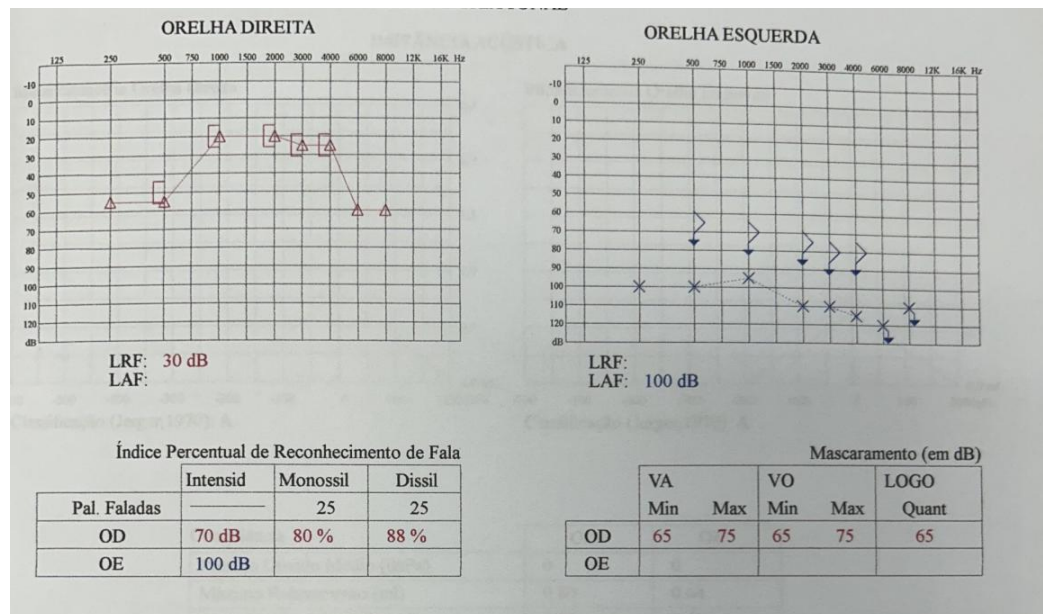 ORELHA DIREITA
125 250 500 750 1000 1500 2000 3000 4000 6000 8000 12K 16K Hz
-10
0
10
20
30
40
50
60
70
80
90
100
110
120
dB
LRF: 30 dB
LAF:
ORELHA ESQUERDA
125 250 500 750 1000 1500 2000 3000 4000 6000 8000 12K 16K Hz
-10
0
10
20
30
40
50
60
70
80
90
100
110
120
dB
LRF:
LAF: 100 dB
Índice Percentual de Reconhecimento de Fala
Intensid Monossil Dissil
Pal. Faladas 25 25
OD 70 dB 80 % 88 %
OE 100 dB
Mascaramento (em dB)
VA VO LOGO
Min Max Min Max Quant
OD 65 75 65 75 65
OE